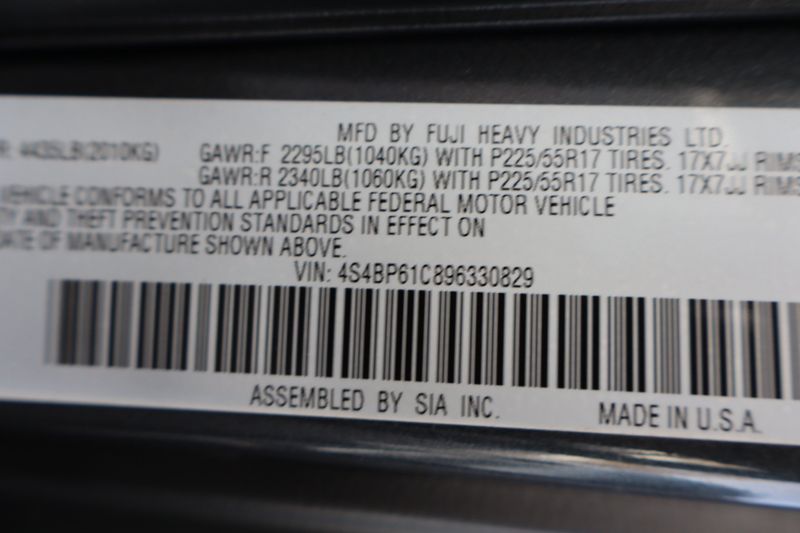 MFD BY FUJI HEAVY INDUSTRIES LTD.
4435LB(2010KG) GAWR:F 2295LB(1040KG) WITH P225/55R17 TIRES. 17X7JJ RIMS
GAWR:R 2340LB(1060KG) WITH P225/55R17 TIRES. 17X7JJ RIMS
VEHICLE CONFORMS TO ALL APPLICABLE FEDERAL MOTOR VEHICLE
AND THEFT PREVENTION STANDARDS IN EFFECT ON
DATE OF MANUFACTURE SHOWN ABOVE.
VIN: 4S4BP61C896330829
ASSEMBLED BY SIA INC. MADE IN U.S.A.